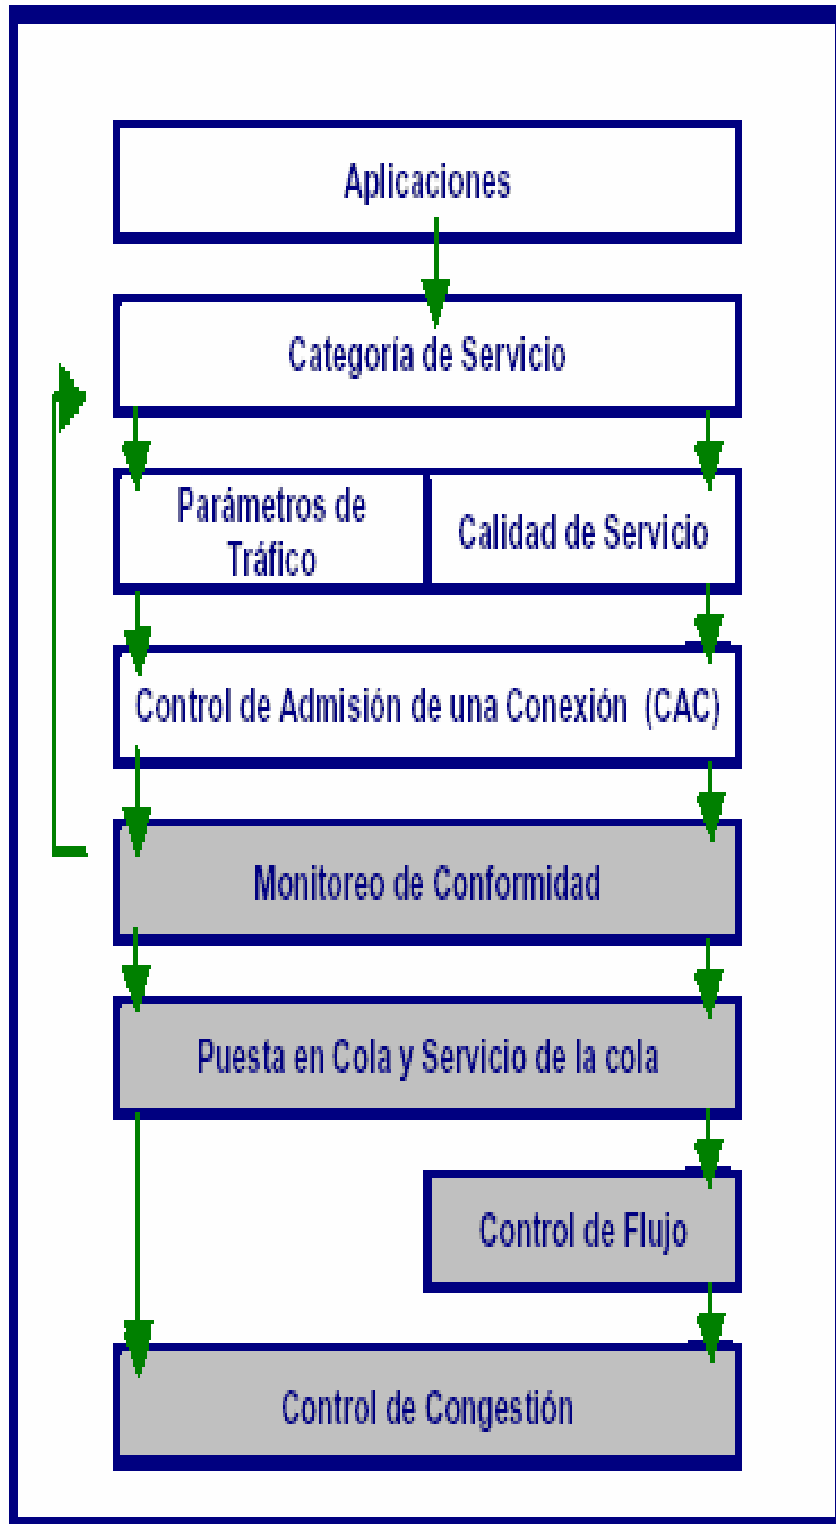 Aplicaciones
Categoría de Servicio
Parámetros de
Tráfico
Calidad de Servicio
Control de Admisión de una Conexión (CAC)
Monitoreo de Conformidad
Puesta en Cola y Servicio de la cola
Control de Flujo
Control de Congestión